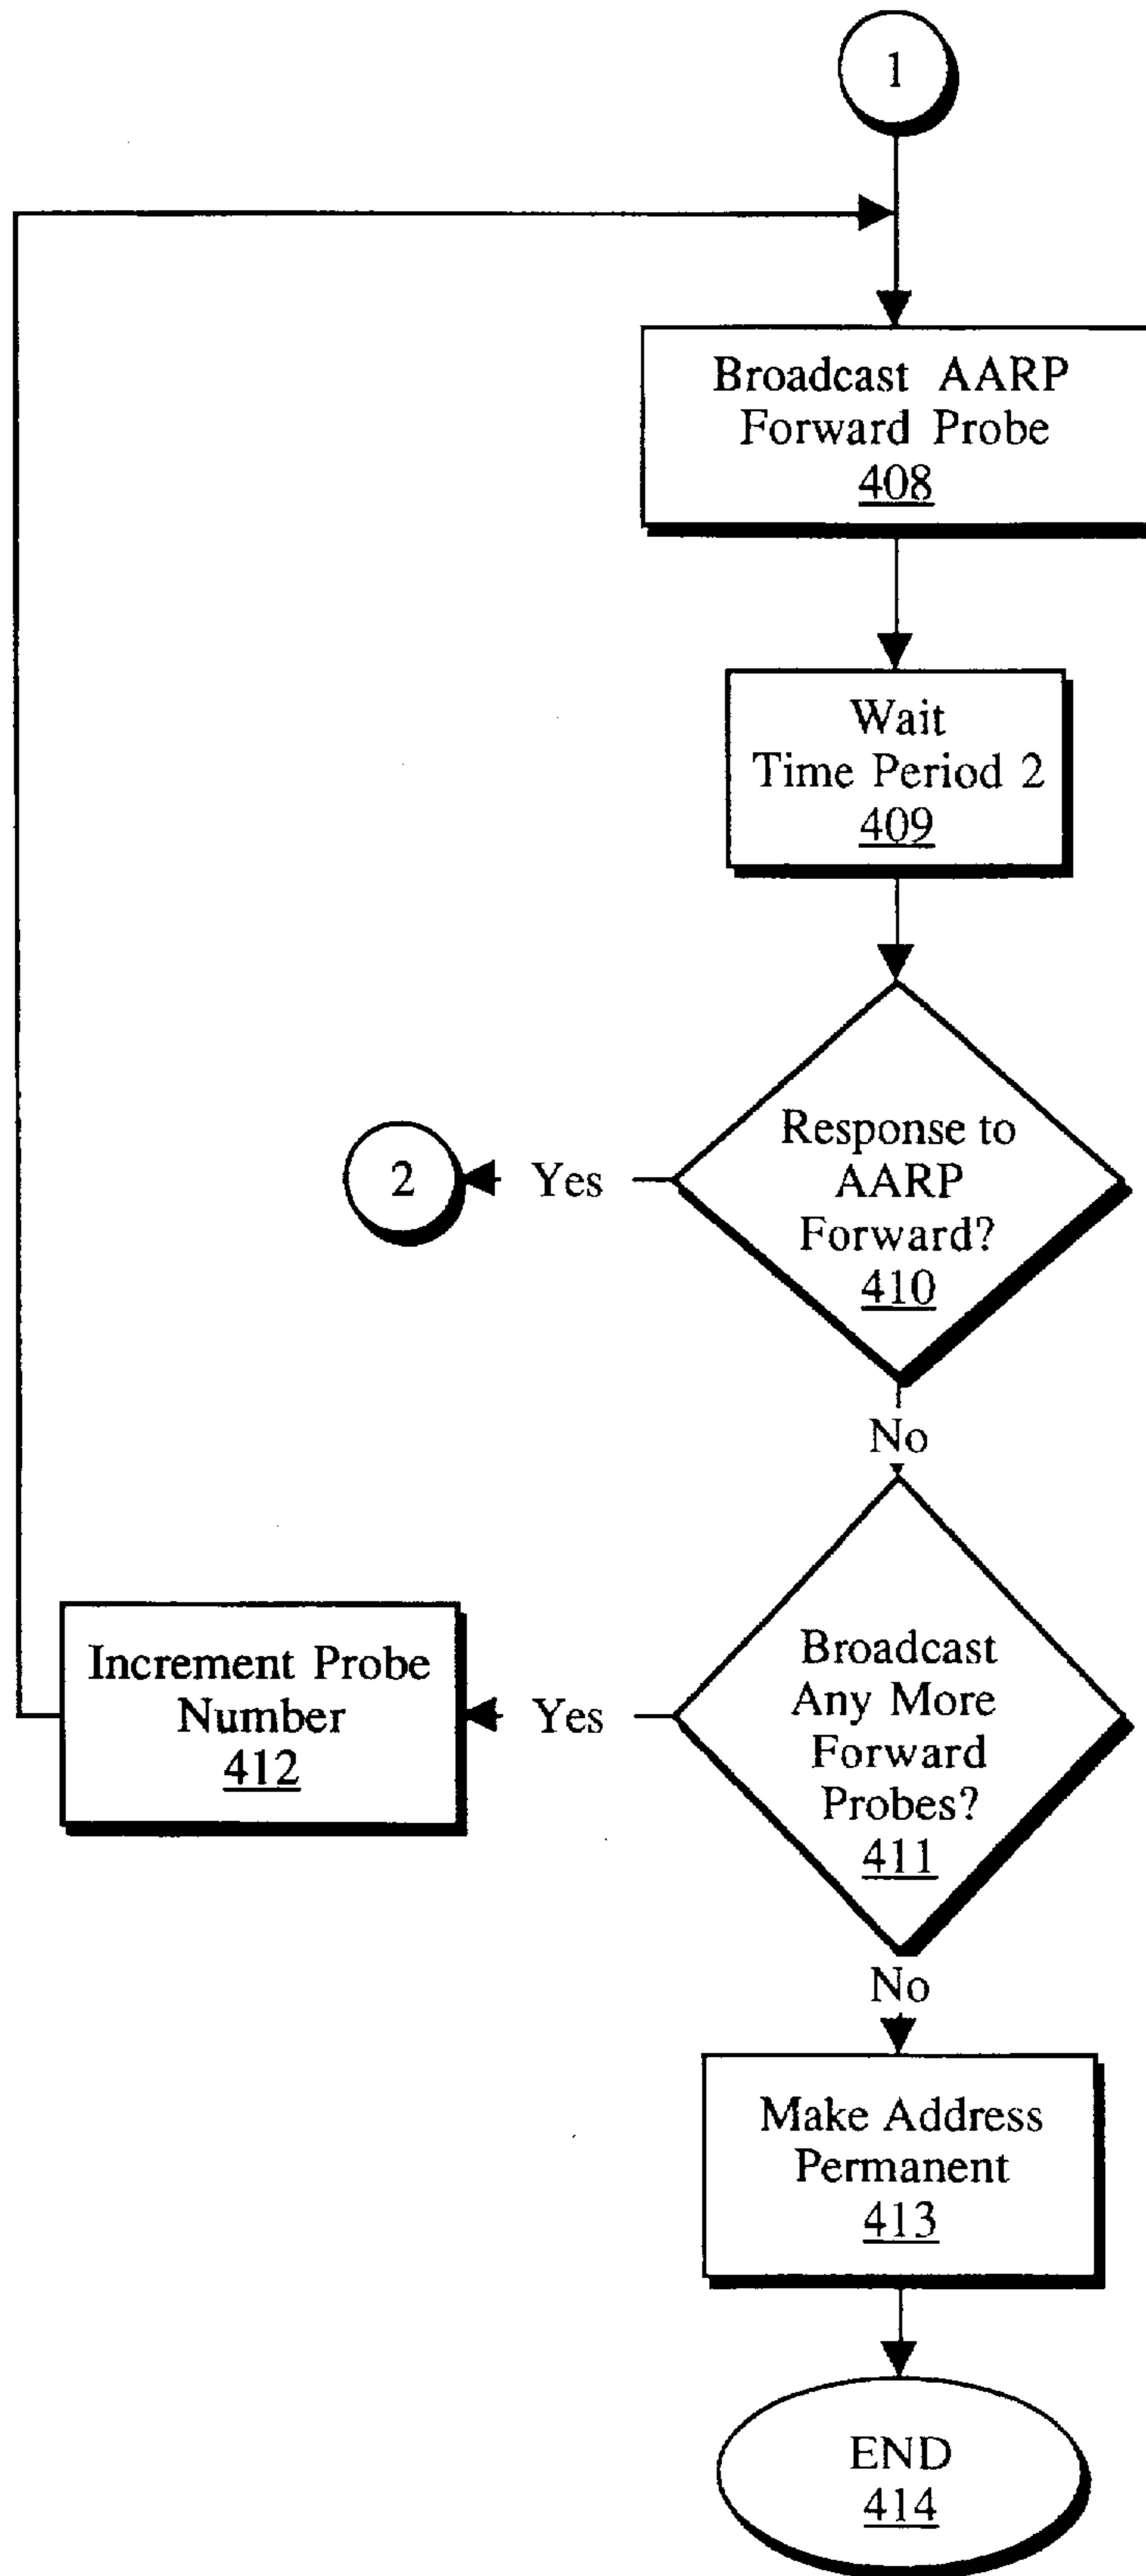 1
Broadcast AARP
Forward Probe
408
Wait
Time Period 2
409
Response to
AARP
Forward?
410
Yes
2
No
Broadcast
Any More
Forward
Probes?
411
Yes
Increment Probe
Number
412
No
Make Address
Permanent
413
END
414